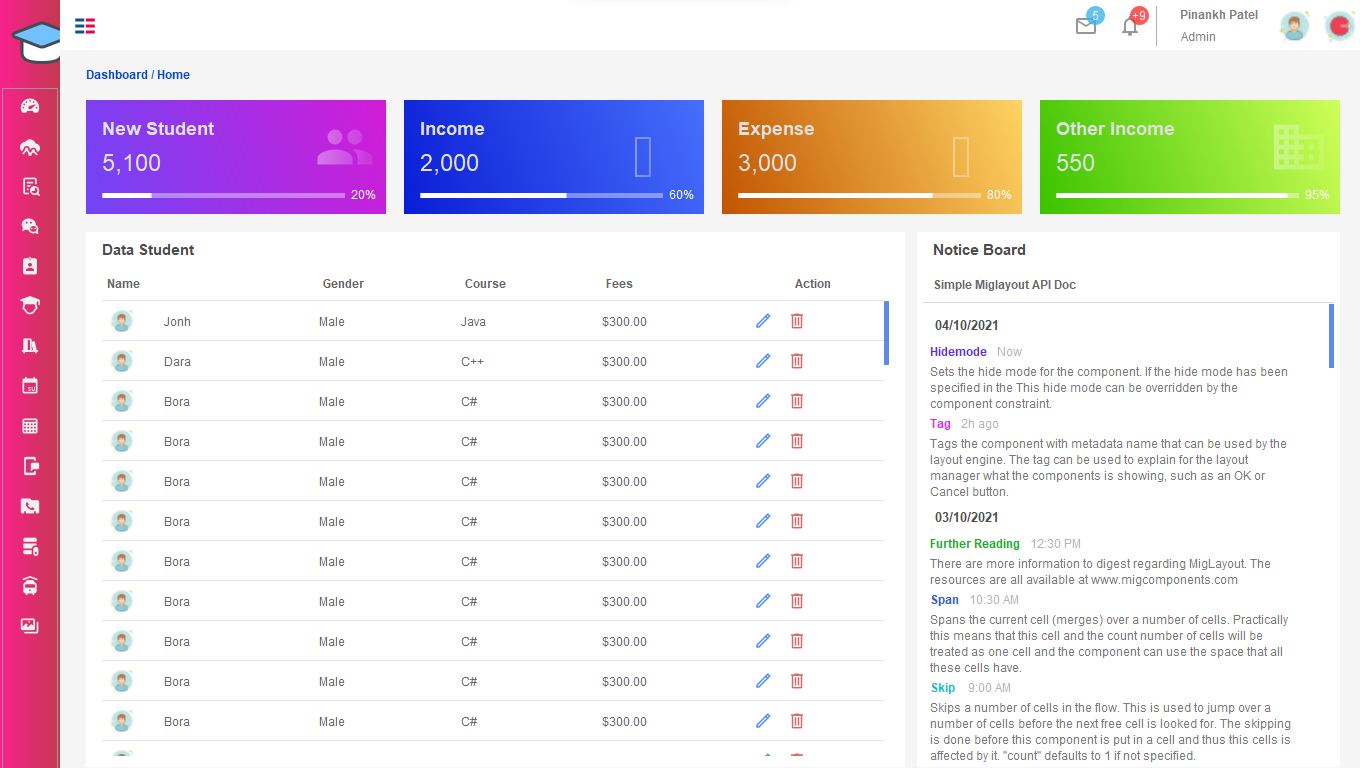 5
+9
Pinankh Patel
Admin
Dashboard / Home
New Student
5,100
20%
Income
2,000
60%
Expense
3,000
80%
Other Income
550
95%
Data Student
Name Gender Course Fees Action
Jonh Male Java $300.00
Dara Male C++ $300.00
Bora Male C# $300.00
Bora Male C# $300.00
Bora Male C# $300.00
Bora Male C# $300.00
Bora Male C# $300.00
Bora Male C# $300.00
Bora Male C# $300.00
Bora Male C# $300.00
Bora Male C# $300.00
Notice Board
Simple Miglayout API Doc
04/10/2021
Hidemode Now
Sets the hide mode for the component. If the hide mode has been
specified in the This hide mode can be overridden by the
component constraint.
Tag 2h ago
Tags the component with metadata name that can be used by the
layout engine. The tag can be used to explain for the layout
manager what the components is showing, such as an OK or
Cancel button.
03/10/2021
Further Reading 12:30 PM
There are more information to digest regarding MigLayout. The
resources are all available at www.migcomponents.com
Span 10:30 AM
Spans the current cell (merges) over a number of cells. Practically
this means that this cell and the count number of cells will be
treated as one cell and the component can use the space that all
these cells have.
Skip 9:00 AM
Skips a number of cells in the flow. This is used to jump over a
number of cells before the next free cell is looked for. The skipping
is done before this component is put in a cell and thus this cells is
affected by it. "count" defaults to 1 if not specified.